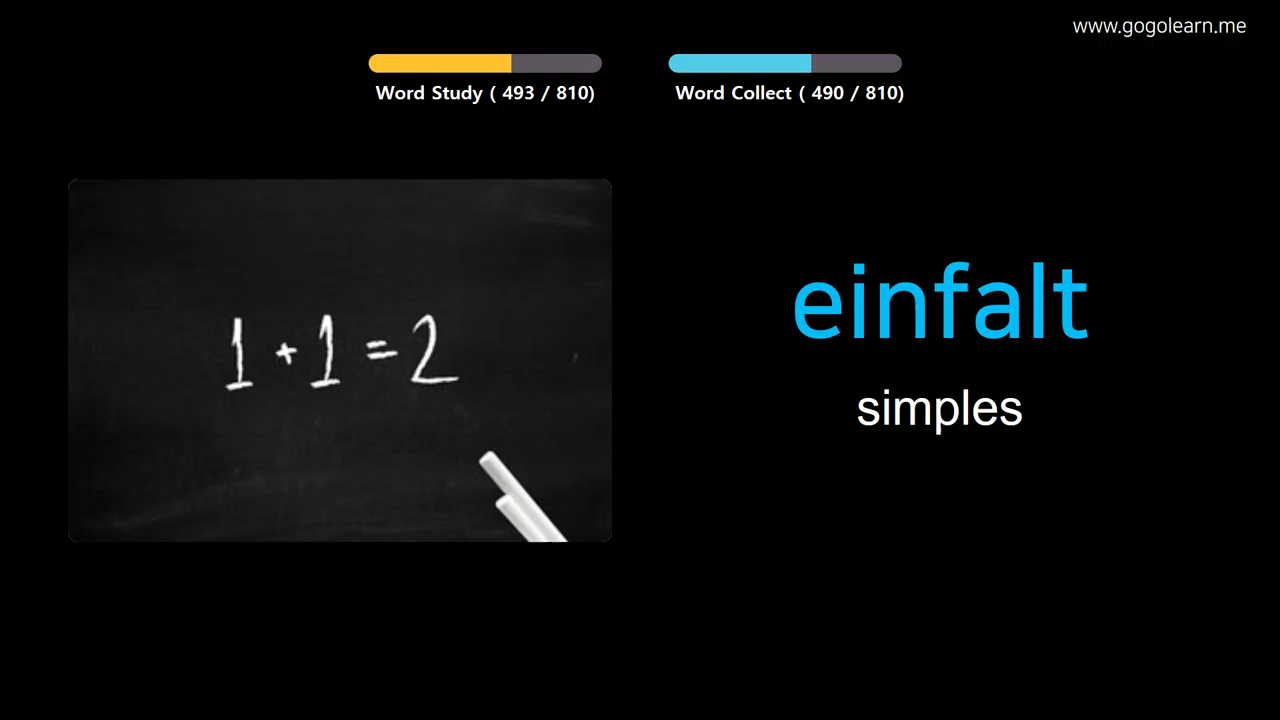 www.gogolearn.me
Word Study ( 493 / 810)
Word Collect ( 490 / 810)
1 + 1 = 2
einfalt
simples